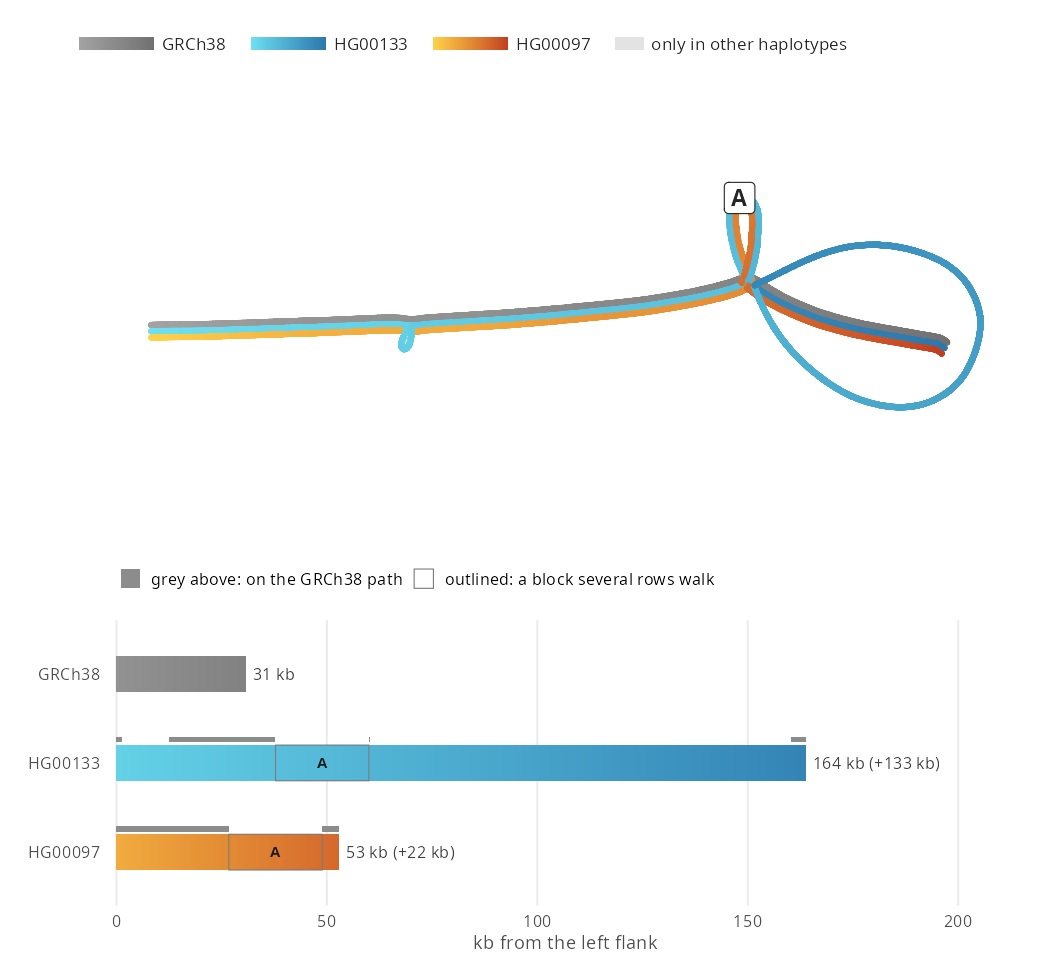 GRCh38 HG00133 HG00097 only in other haplotypes
A
grey above: on the GRCh38 path outlined: a block several rows walk
GRCh38 31 kb
HG00133 A 164 kb (+133 kb)
HG00097 A 53 kb (+22 kb)
0 50 100 150 200
kb from the left flank